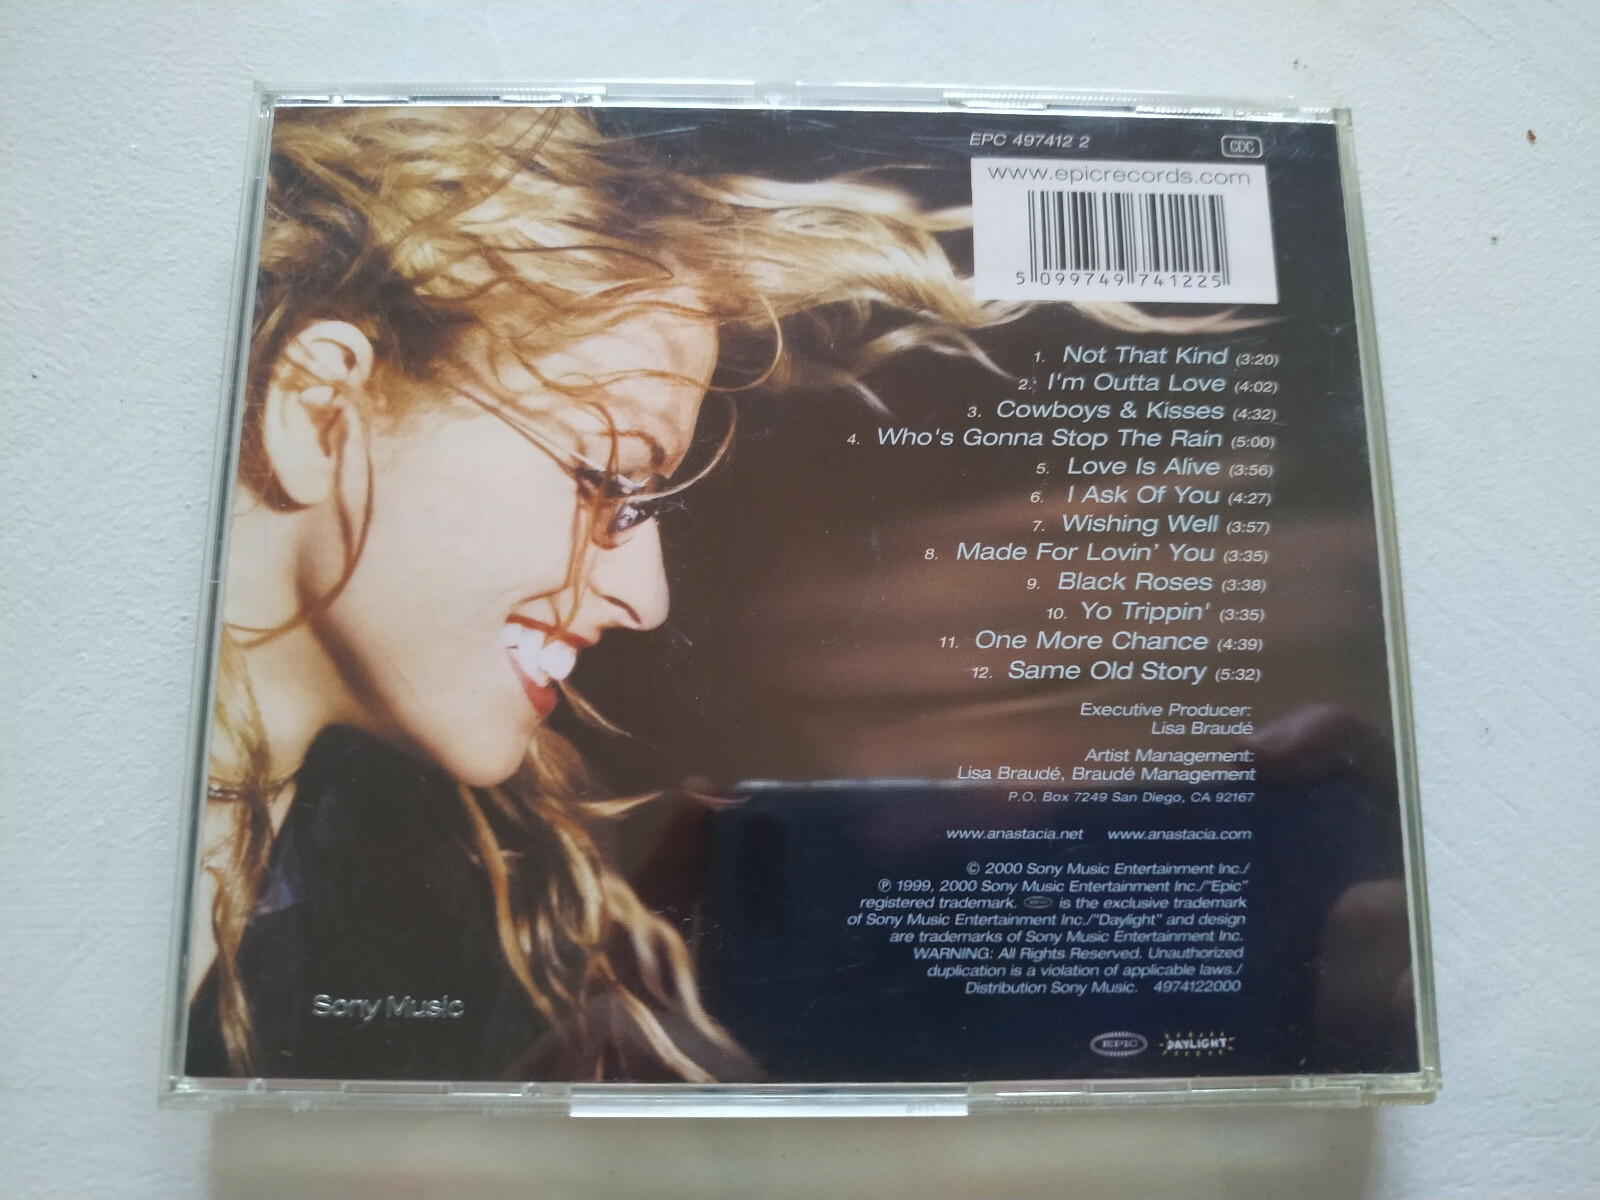 EPC 497412 2
CDC
www.epicrecords.com
5 099749 741225
1. Not That Kind (3:20)
2. I'm Outta Love (4:02)
3. Cowboys & Kisses (4:32)
4. Who's Gonna Stop The Rain (5:00)
5. Love Is Alive (3:56)
6. I Ask Of You (4:27)
7. Wishing Well (3:57)
8. Made For Lovin' You (3:35)
9. Black Roses (3:38)
10. Yo Trippin' (3:35)
11. One More Chance (4:39)
12. Same Old Story (5:32)
Executive Producer:
Lisa Braudé
Artist Management:
Lisa Braudé, Braudé Management
P.O. Box 7249 San Diego, CA 92167
www.anastacia.net www.anastacia.com
© 2000 Sony Music Entertainment Inc./
℗ 1999, 2000 Sony Music Entertainment Inc./"Epic"
registered trademark. EPIC is the exclusive trademark
of Sony Music Entertainment Inc./"Daylight" and design
are trademarks of Sony Music Entertainment Inc.
WARNING: All Rights Reserved. Unauthorized
duplication is a violation of applicable laws./
Distribution Sony Music. 4974122000
Sony Music
EPIC DAYLIGHT